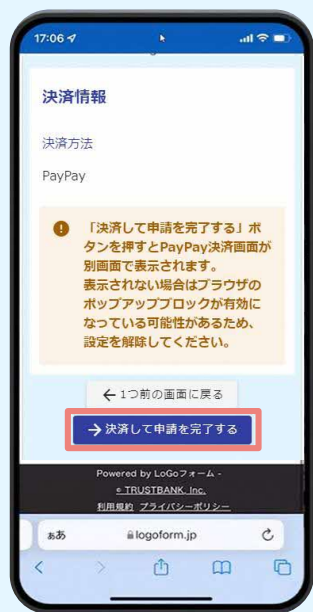 17:06
決済情報
決済方法
PayPay
「決済して申請を完了する」ボ
タンを押すとPayPay決済画面が
別画面で表示されます。
表示されない場合はブラウザの
ポップアップブロックが有効に
なっている可能性があるため、
設定を解除してください。
←1つ前の画面に戻る
→決済して申請を完了する
Powered by LoGoフォーム -
© TRUSTBANK, Inc.
利用規約 プライバシーポリシー
ぁあ logoform.jp